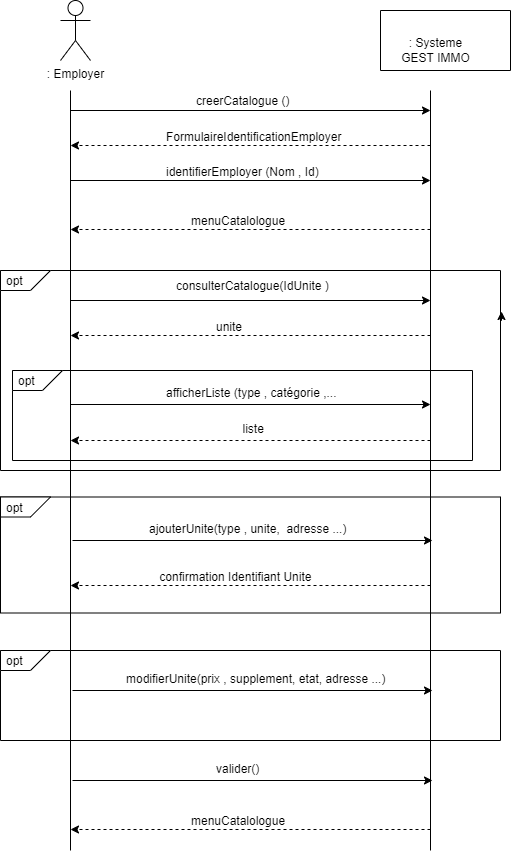 : Employer
: Systeme
GEST IMMO
creerCatalogue ()
FormulaireIdentificationEmployer
identifierEmployer (Nom , Id)
menuCatalologue
opt
consulterCatalogue(IdUnite )
unite
opt
afficherListe (type , catégorie ,...
liste
opt
ajouterUnite(type , unite, adresse ...)
confirmation Identifiant Unite
opt
modifierUnite(prix , supplement, etat, adresse ...)
valider()
menuCatalologue